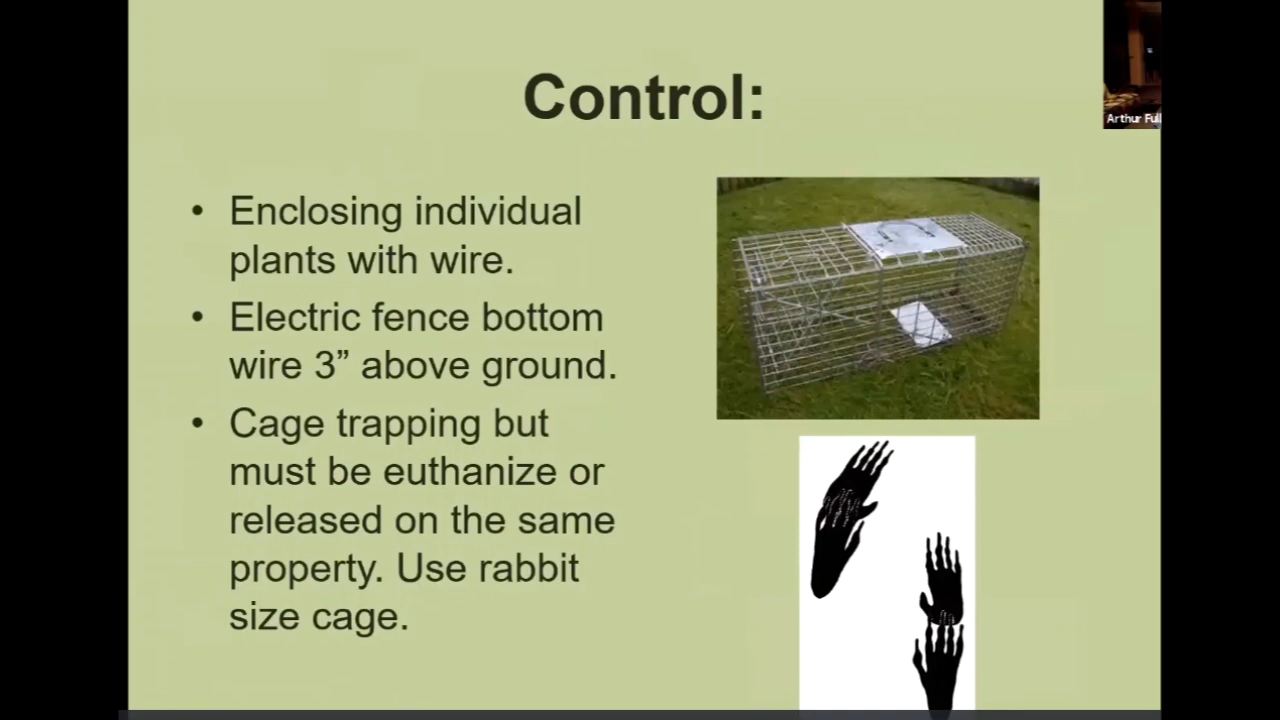 Control:
• Enclosing individual
plants with wire.
• Electric fence bottom
wire 3” above ground.
• Cage trapping but
must be euthanize or
released on the same
property. Use rabbit
size cage.
Arthur Full